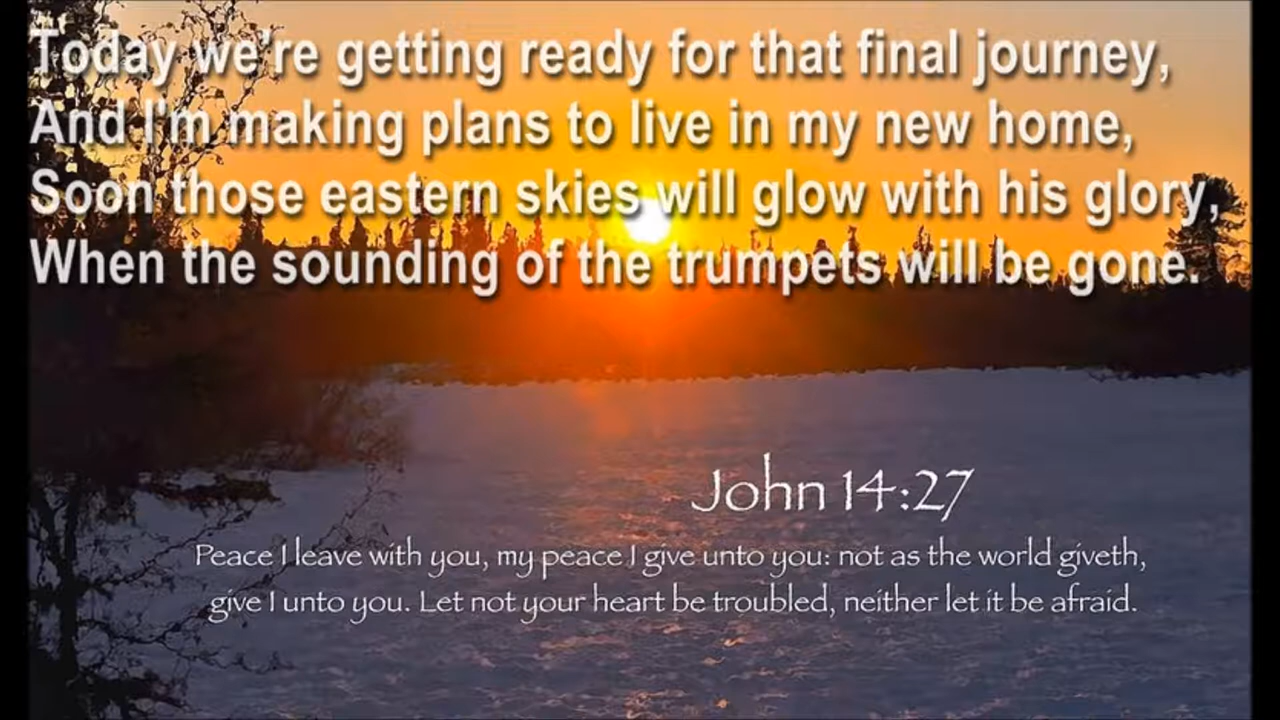 Today we're getting ready for that final journey,
And I'm making plans to live in my new home,
Soon those eastern skies will glow with his glory,
When the sounding of the trumpets will be gone.
John 14:27
Peace I leave with you, my peace I give unto you: not as the world giveth,
give I unto you. Let not your heart be troubled, neither let it be afraid.